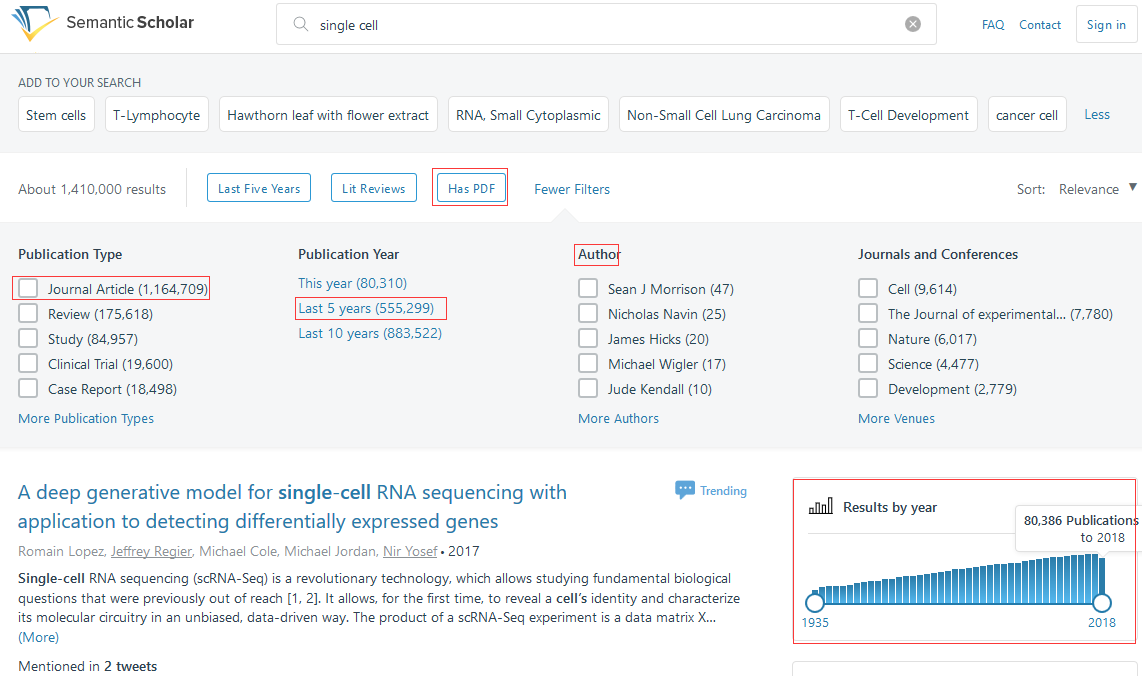 Semantic Scholar
single cell
FAQ
Contact
Sign in
ADD TO YOUR SEARCH
Stem cells
T-Lymphocyte
Hawthorn leaf with flower extract
RNA, Small Cytoplasmic
Non-Small Cell Lung Carcinoma
T-Cell Development
cancer cell
Less
About 1,410,000 results
Last Five Years
Lit Reviews
Has PDF
Fewer Filters
Sort: Relevance
Publication Type
Journal Article (1,164,709)
Review (175,618)
Study (84,957)
Clinical Trial (19,600)
Case Report (18,498)
More Publication Types
Publication Year
This year (80,310)
Last 5 years (555,299)
Last 10 years (883,522)
Author
Sean J Morrison (47)
Nicholas Navin (25)
James Hicks (20)
Michael Wigler (17)
Jude Kendall (10)
More Authors
Journals and Conferences
Cell (9,614)
The Journal of experimental... (7,780)
Nature (6,017)
Science (4,477)
Development (2,779)
More Venues
A deep generative model for single-cell RNA sequencing with
application to detecting differentially expressed genes
Trending
Romain Lopez, Jeffrey Regier, Michael Cole, Michael Jordan, Nir Yosef • 2017
Single-cell RNA sequencing (scRNA-Seq) is a revolutionary technology, which allows studying fundamental biological
questions that were previously out of reach [1, 2]. It allows, for the first time, to reveal a cell’s identity and characterize
its molecular circuitry in an unbiased, data-driven way. The product of a scRNA-Seq experiment is a data matrix X…
(More)
Mentioned in 2 tweets
Results by year
80,386 Publications
to 2018
1935
2018